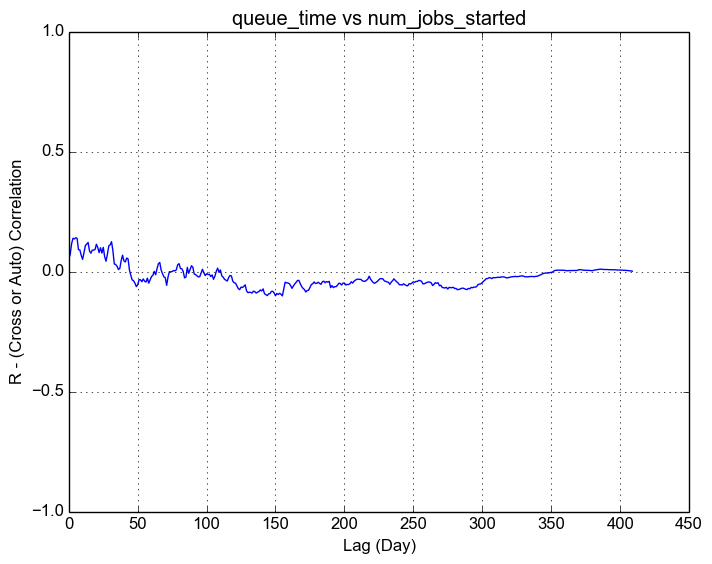 queue_time vs num_jobs_started
1.0
0.5
0.0
−0.5
−1.0
R - (Cross or Auto) Correlation
0 50 100 150 200 250 300 350 400 450
Lag (Day)